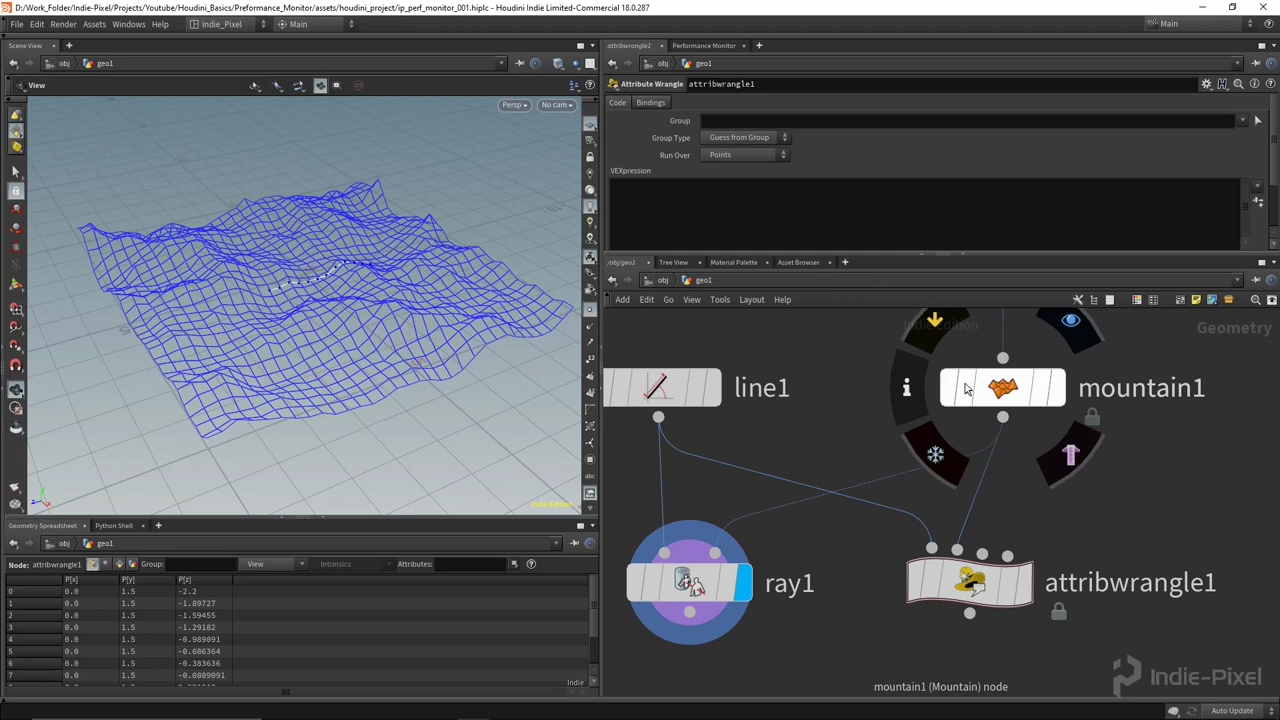 D:/Work_Folder/Indie-Pixel/Projects/Youtube/Houdini_Basics/Preformance_Monitor/assets/houdini_project/ip_perf_monitor_001.hiplc - Houdini Indie Limited-Commercial 18.0.287
File Edit Render Assets Windows Help Indie_Pixel Main Main
Scene View
obj geo1
View
Persp No cam
Indie Edition
Geometry Spreadsheet Python Shell
obj geo1
Node: attribwrangle1 Group: View Intrinsics Attributes:
P[x] P[y] P[z]
0 0.0 1.5 -2.2
1 0.0 1.5 -1.89727
2 0.0 1.5 -1.59455
3 0.0 1.5 -1.29182
4 0.0 1.5 -0.989091
5 0.0 1.5 -0.686364
6 0.0 1.5 -0.383636
7 0.0 1.5 -0.0809091
Indie
attribwrangle1 Performance Monitor
obj geo1
Attribute Wrangle attribwrangle1
Code Bindings
Group
Group Type Guess from Group
Run Over Points
VEXpression
/obj/geo1 Tree View Material Palette Asset Browser
obj geo1
Add Edit Go View Tools Layout Help
Indie Edition
Geometry
line1
mountain1
ray1
attribwrangle1
Indie-Pixel
mountain1 (Mountain) node
Auto Update